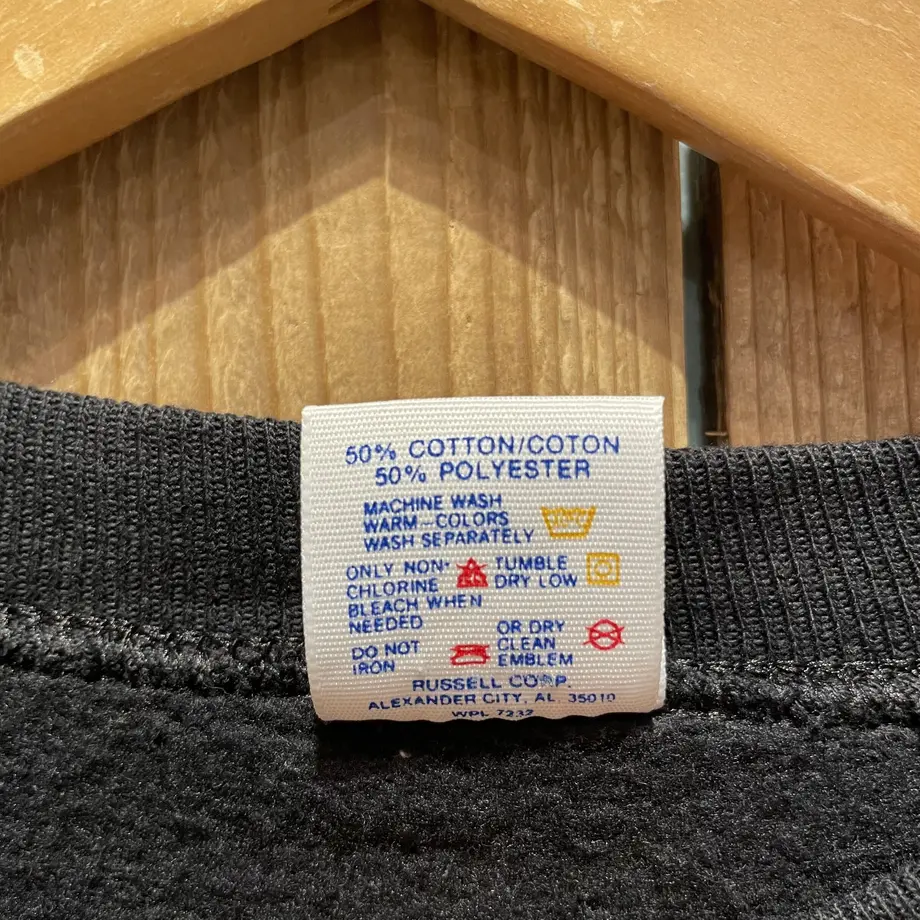 50% COTTON/COTON
50% POLYESTER
MACHINE WASH
WARM-COLORS
WASH SEPARATELY
ONLY NON-
CHLORINE
BLEACH WHEN
NEEDED
TUMBLE
DRY LOW
DO NOT
IRON
OR DRY
CLEAN
EMBLEM
RUSSELL CORP.
ALEXANDER CITY, AL. 35010
WPL 7232